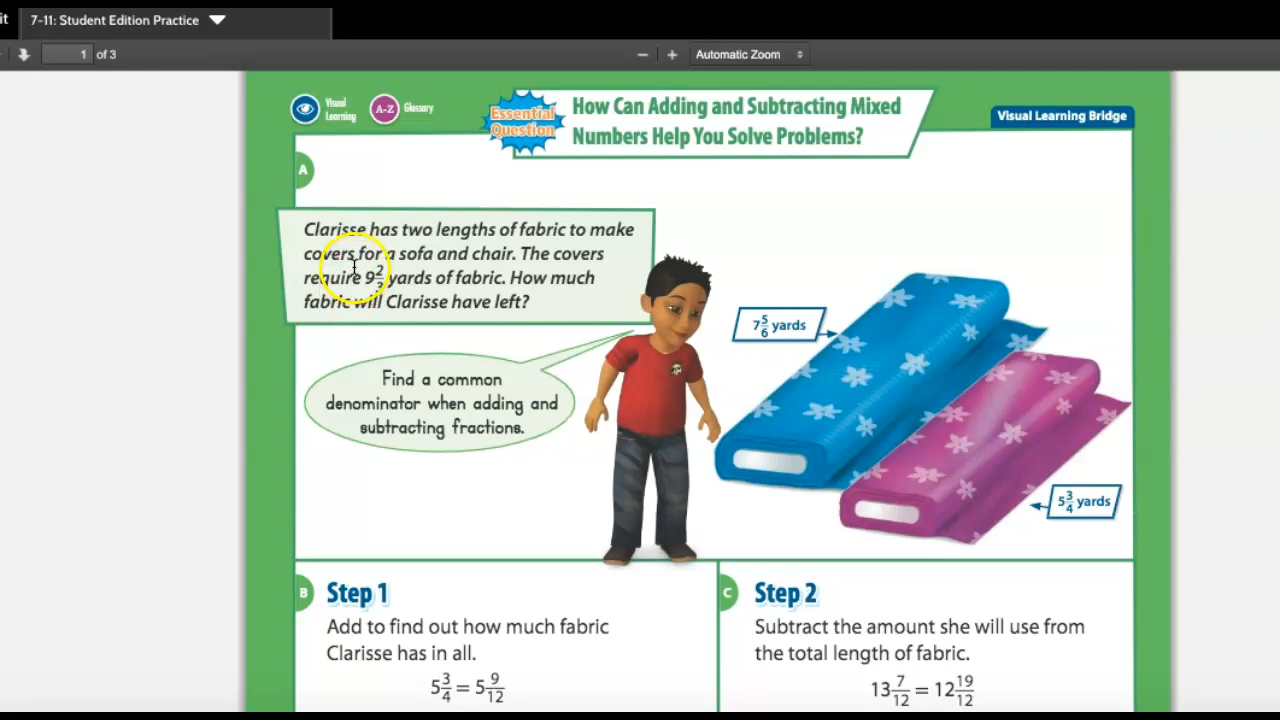 it
7-11: Student Edition Practice
1 of 3
Automatic Zoom
Visual
Learning
A-Z
Glossary
Essential
Question
How Can Adding and Subtracting Mixed
Numbers Help You Solve Problems?
Visual Learning Bridge
A
Clarisse has two lengths of fabric to make
covers for a sofa and chair. The covers
require 9 2/3 yards of fabric. How much
fabric will Clarisse have left?
Find a common
denominator when adding and
subtracting fractions.
7 5/6 yards
5 3/4 yards
B
Step 1
Add to find out how much fabric
Clarisse has in all.
5 3/4 = 5 9/12
C
Step 2
Subtract the amount she will use from
the total length of fabric.
13 7/12 = 12 19/12